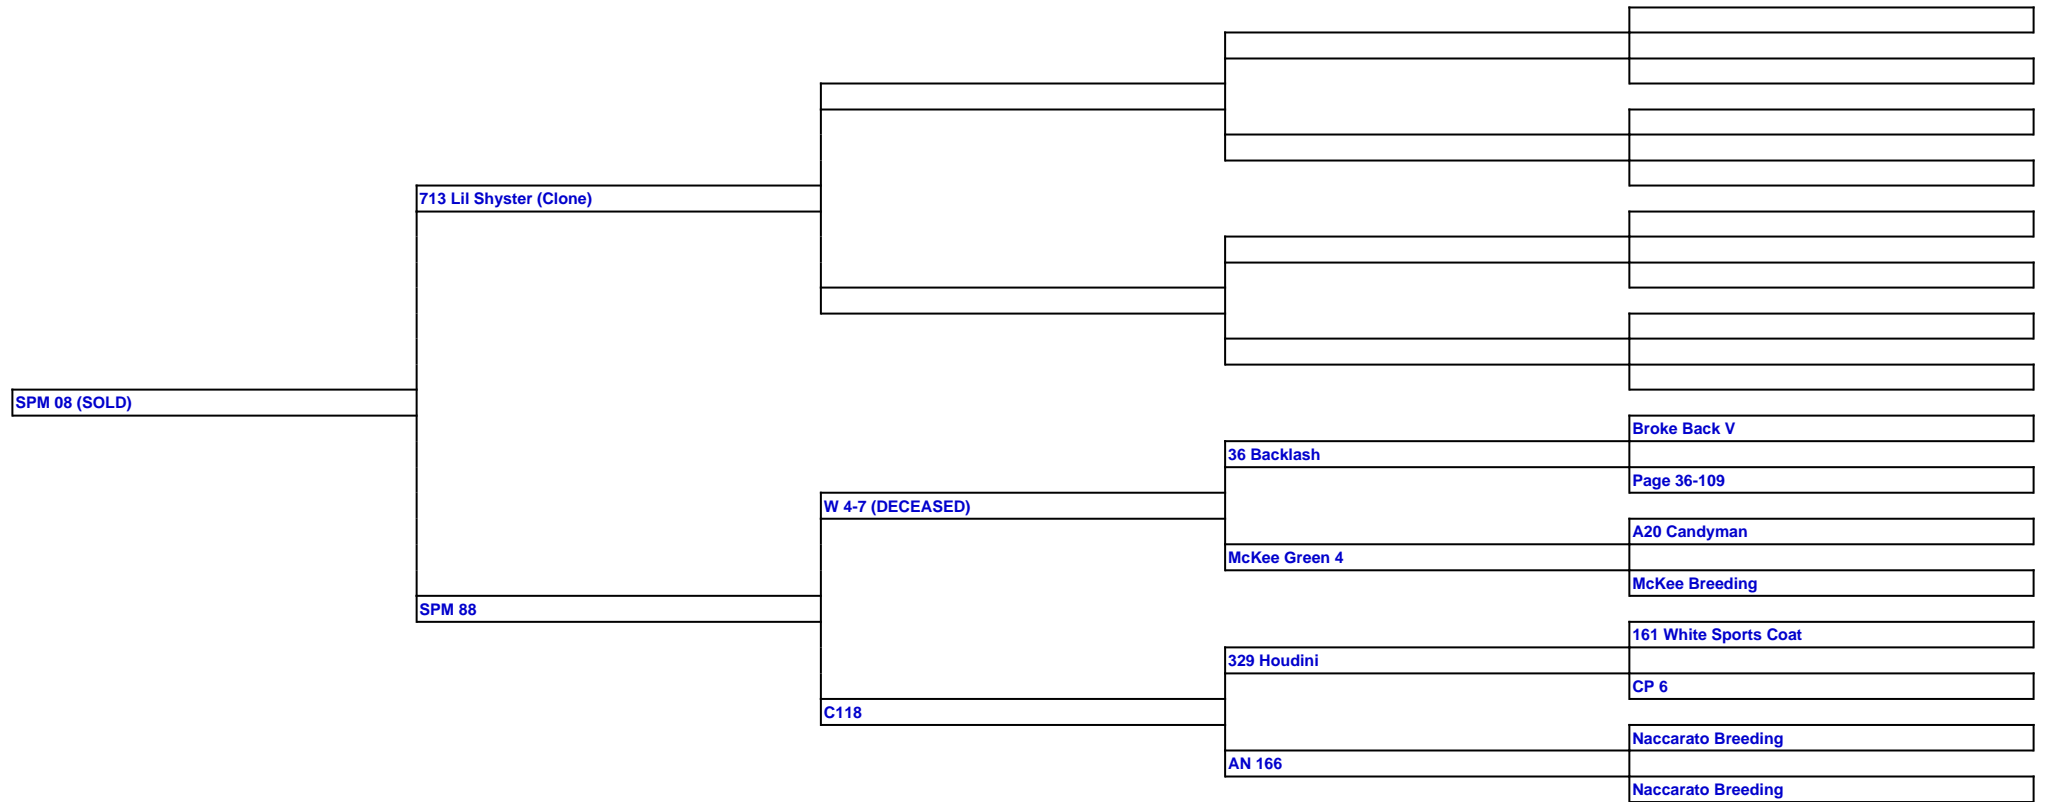 713 Lil Shyster (Clone)
SPM 08 (SOLD)
Broke Back V
36 Backlash
Page 36-109
W 4-7 (DECEASED)
A20 Candyman
McKee Green 4
McKee Breeding
SPM 88
161 White Sports Coat
329 Houdini
CP 6
C118
Naccarato Breeding
AN 166
Naccarato Breeding